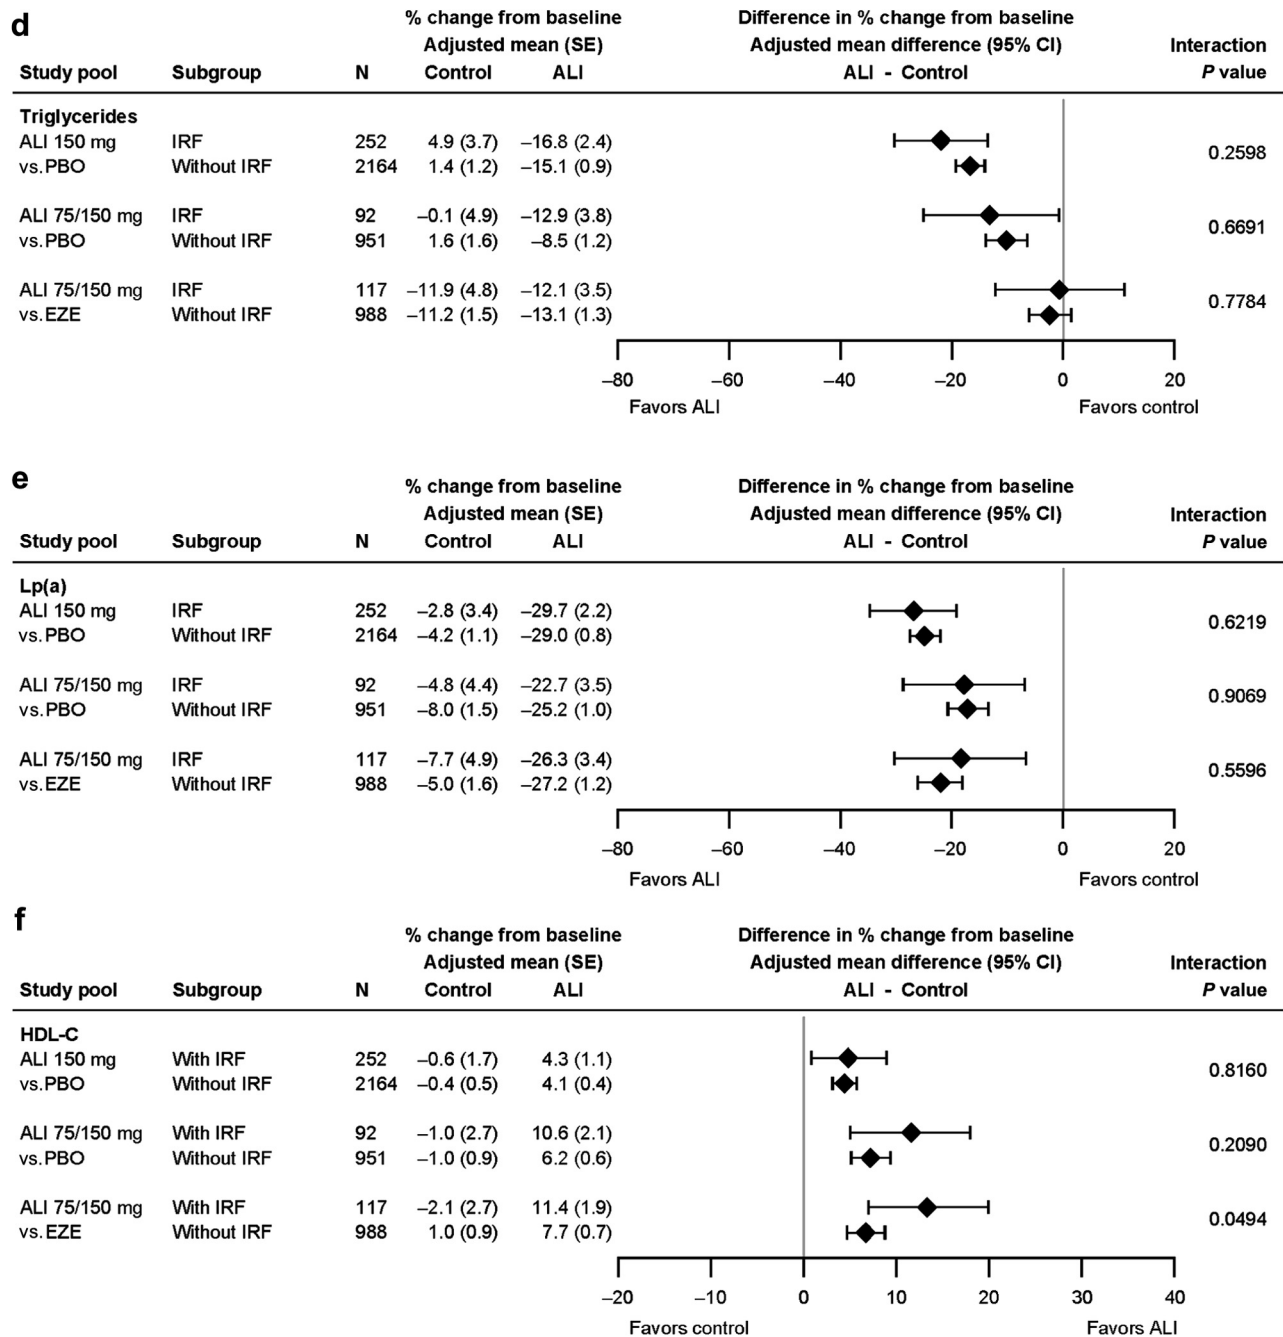 d
% change from baseline Difference in % change from baseline
Adjusted mean (SE) Adjusted mean difference (95% CI) Interaction
Study pool Subgroup N Control ALI ALI - Control P value
Triglycerides
ALI 150 mg IRF 252 4.9 (3.7) –16.8 (2.4)
vs.PBO Without IRF 2164 1.4 (1.2) –15.1 (0.9) 0.2598
ALI 75/150 mg IRF 92 –0.1 (4.9) –12.9 (3.8)
vs.PBO Without IRF 951 1.6 (1.6) –8.5 (1.2) 0.6691
ALI 75/150 mg IRF 117 –11.9 (4.8) –12.1 (3.5)
vs.EZE Without IRF 988 –11.2 (1.5) –13.1 (1.3) 0.7784
–80 –60 –40 –20 0 20
Favors ALI Favors control
e
% change from baseline Difference in % change from baseline
Adjusted mean (SE) Adjusted mean difference (95% CI) Interaction
Study pool Subgroup N Control ALI ALI - Control P value
Lp(a)
ALI 150 mg IRF 252 –2.8 (3.4) –29.7 (2.2)
vs.PBO Without IRF 2164 –4.2 (1.1) –29.0 (0.8) 0.6219
ALI 75/150 mg IRF 92 –4.8 (4.4) –22.7 (3.5)
vs.PBO Without IRF 951 –8.0 (1.5) –25.2 (1.0) 0.9069
ALI 75/150 mg IRF 117 –7.7 (4.9) –26.3 (3.4)
vs.EZE Without IRF 988 –5.0 (1.6) –27.2 (1.2) 0.5596
–80 –60 –40 –20 0 20
Favors ALI Favors control
f
% change from baseline Difference in % change from baseline
Adjusted mean (SE) Adjusted mean difference (95% CI) Interaction
Study pool Subgroup N Control ALI ALI - Control P value
HDL-C
ALI 150 mg With IRF 252 –0.6 (1.7) 4.3 (1.1)
vs.PBO Without IRF 2164 –0.4 (0.5) 4.1 (0.4) 0.8160
ALI 75/150 mg With IRF 92 –1.0 (2.7) 10.6 (2.1)
vs.PBO Without IRF 951 –1.0 (0.9) 6.2 (0.6) 0.2090
ALI 75/150 mg With IRF 117 –2.1 (2.7) 11.4 (1.9)
vs.EZE Without IRF 988 1.0 (0.9) 7.7 (0.7) 0.0494
–20 –10 0 10 20 30 40
Favors control Favors ALI